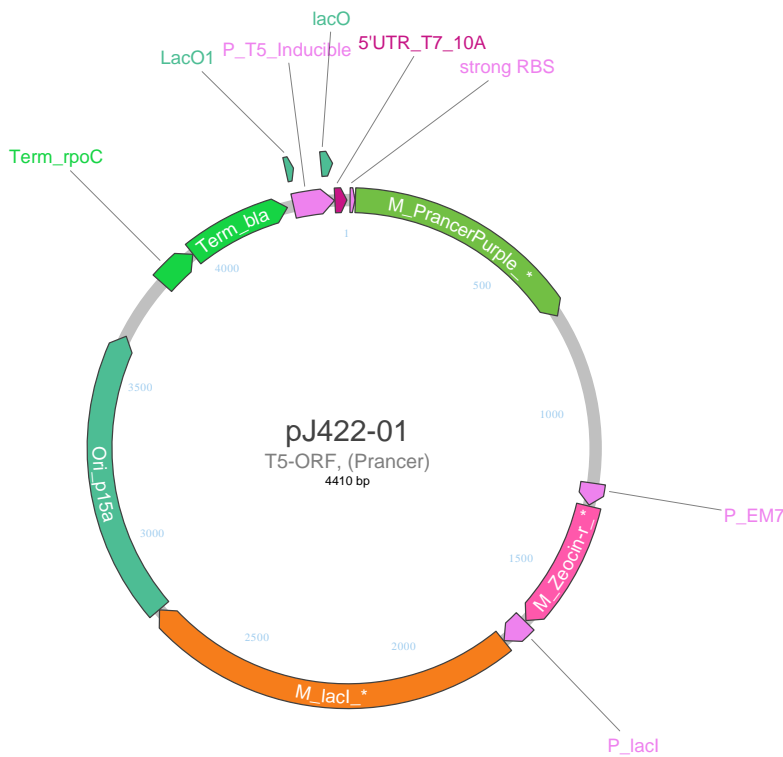 lacO
P_T5_Inducible
5'UTR_T7_10A
LacO1
strong RBS
Term_rpoC
M_PrancerPurple_*
Term_bla
1
4000
500
3500
1000
pJ422-01
T5-ORF, (Prancer)
4410 bp
Ori_p15a
P_EM7
M_Zeocin-r_*
3000
1500
2500
2000
M_lacI_*
P_lacI